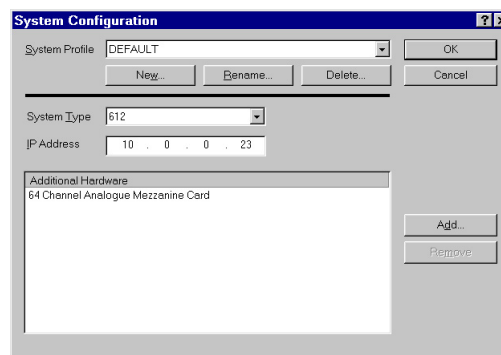 System Configuration
System Profile DEFAULT OK
New... Rename... Delete... Cancel
System Type 612
IP Address 10 . 0 . 0 . 23
Additional Hardware
64 Channel Analogue Mezzanine Card
Add...
Remove